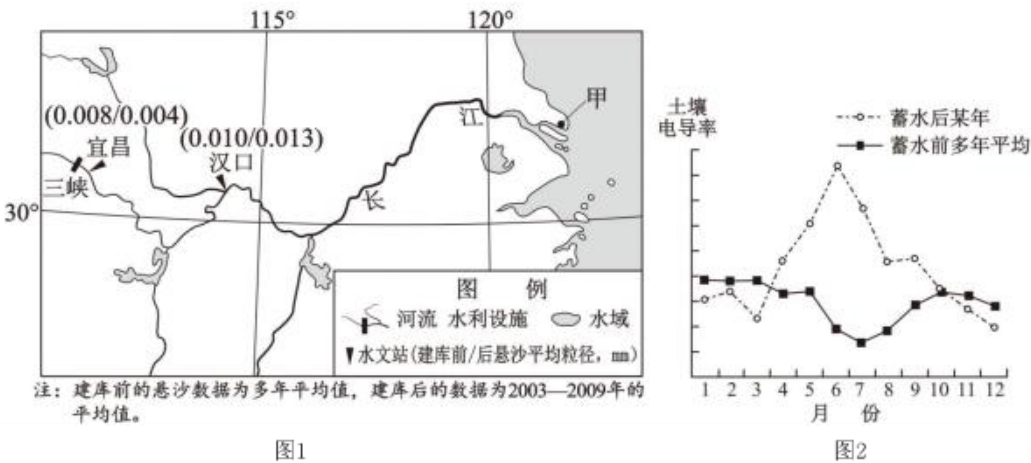 115°
120°
(0.008/0.004)
宜昌
(0.010/0.013)
汉口
三峡
30°
长
江
甲
图 例
河流 水利设施 水域
水文站(建库前/后悬沙平均粒径，mm)
注：建库前的悬沙数据为多年平均值，建库后的数据为2003—2009年的
平均值。
图1
土壤
电导率
蓄水后某年
蓄水前多年平均
1 2 3 4 5 6 7 8 9 10 11 12
月 份
图2